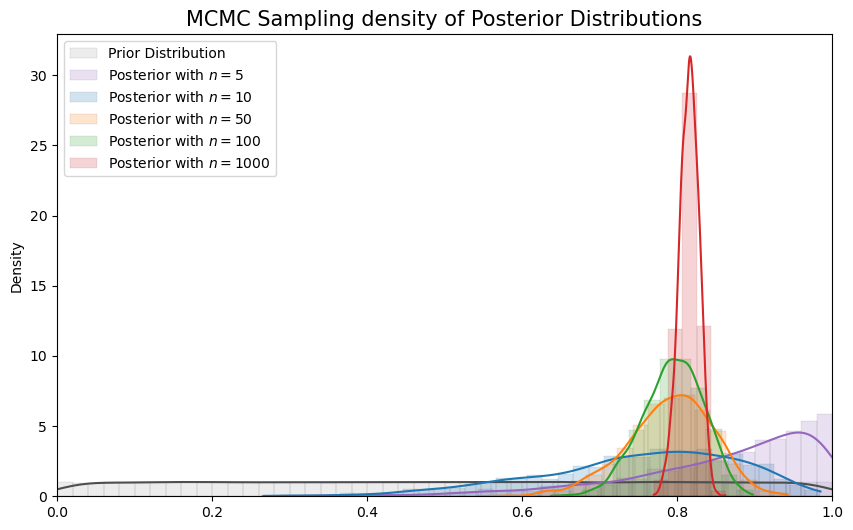 MCMC Sampling density of Posterior Distributions
Prior Distribution
Posterior with n = 5
Posterior with n = 10
Posterior with n = 50
Posterior with n = 100
Posterior with n = 1000
Density
30
25
20
15
10
5
0
0.0 0.2 0.4 0.6 0.8 1.0